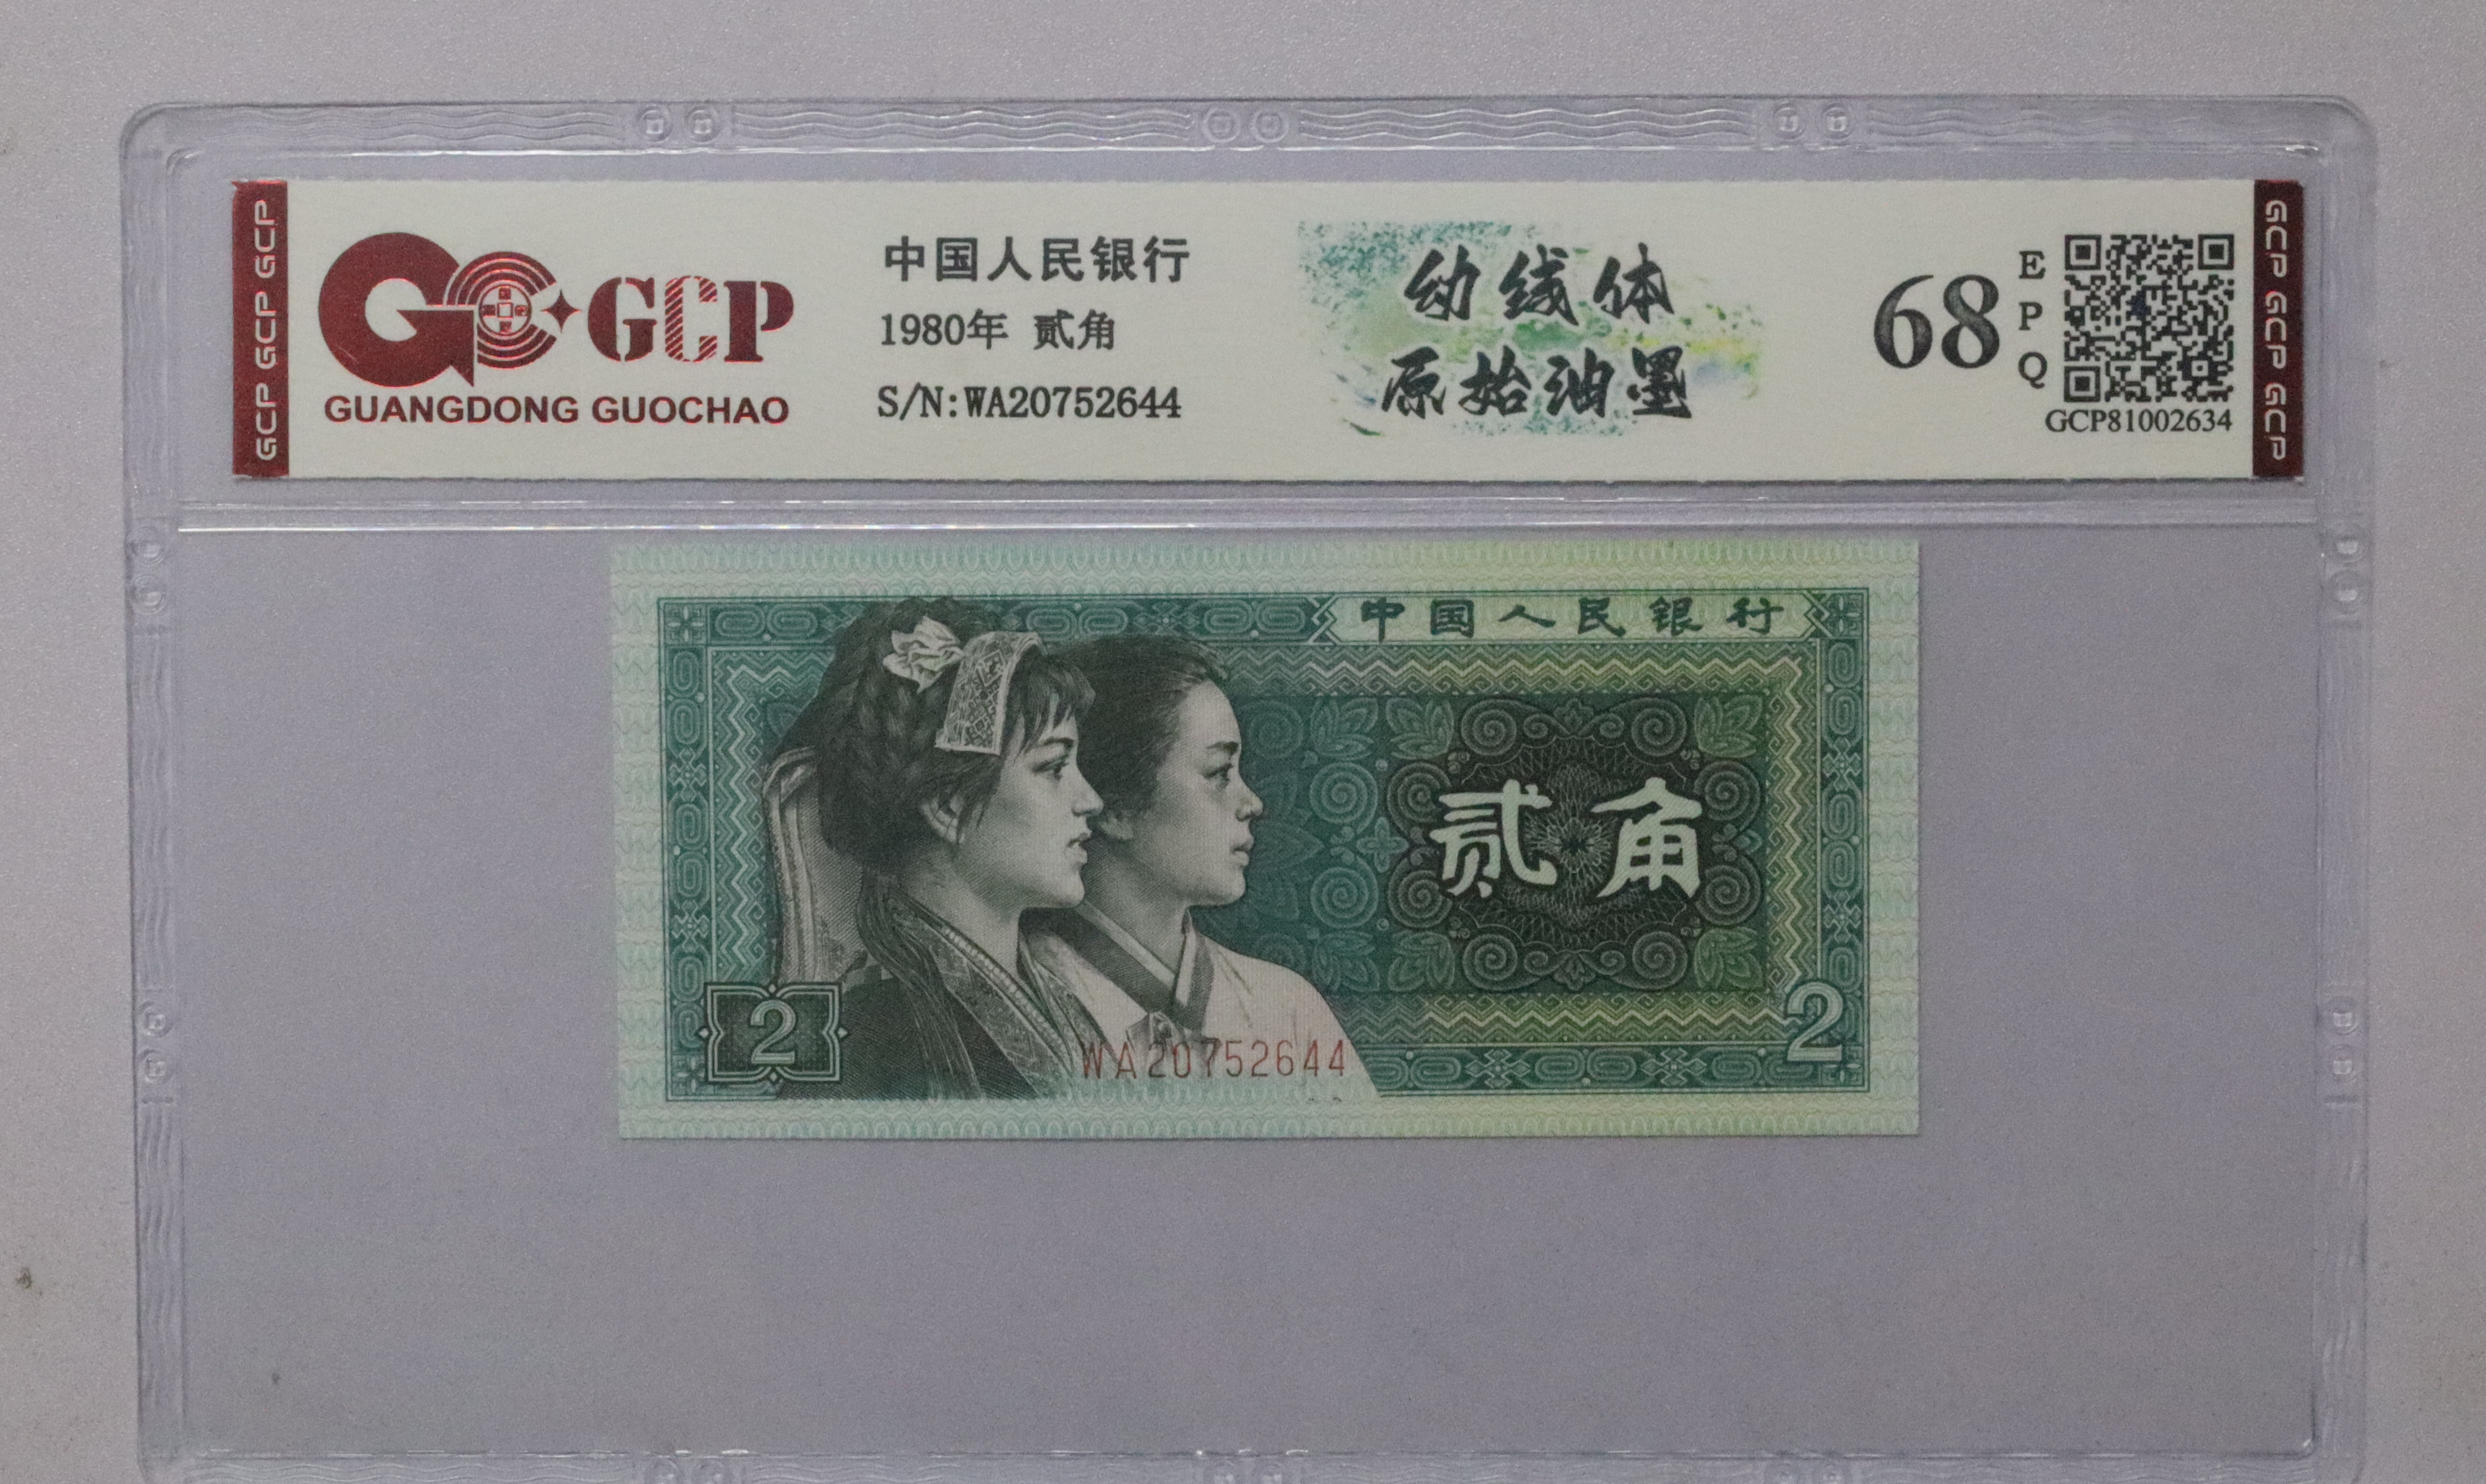 GCP GCP GCP
GCP
GUANGDONG GUOCHAO
中国人民银行
1980年 贰角
S/N:WA20752644
幼线体
原始油墨
68
E
P
Q
GCP81002634
GCP GCP GCP
中国人民银行
贰角
2
WA20752644
2